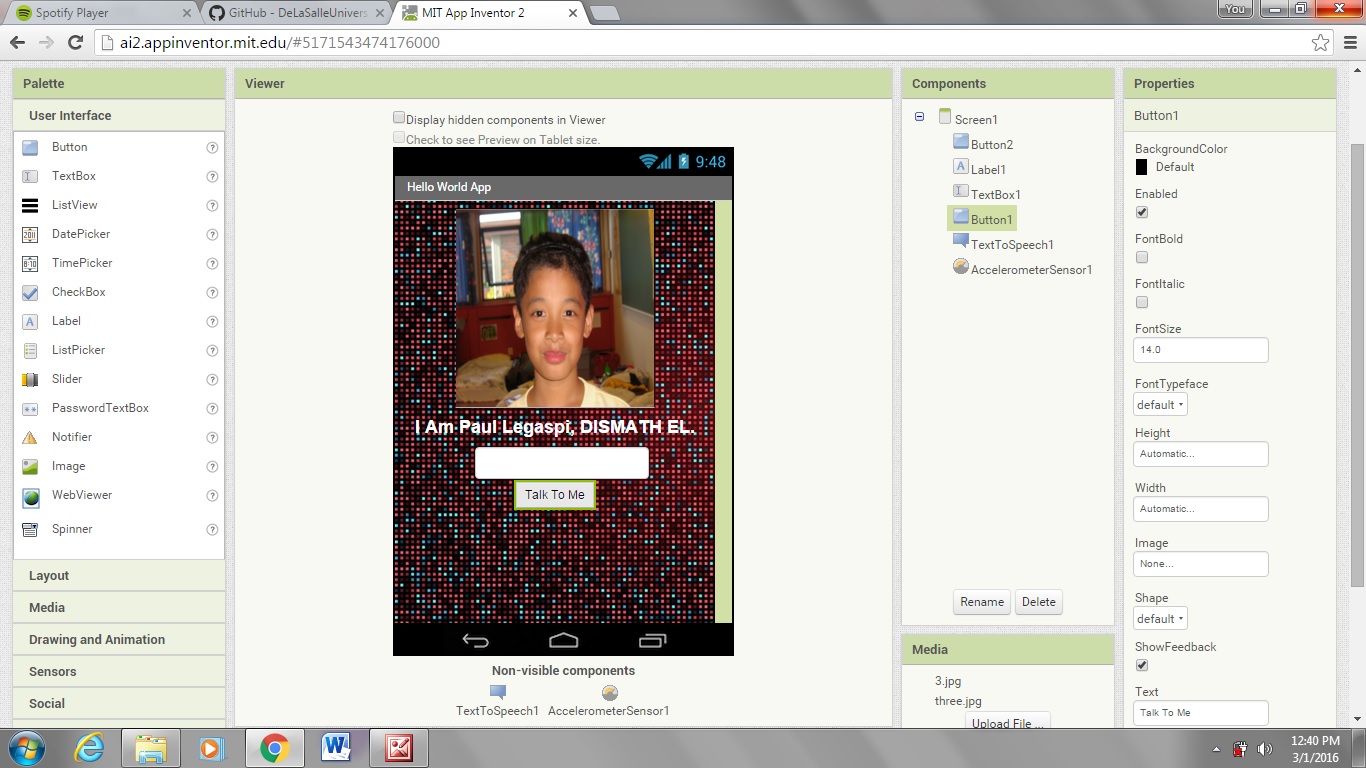 Spotify Player
GitHub - DeLaSalleUnivers
MIT App Inventor 2
You
ai2.appinventor.mit.edu/#5171543474176000
Palette
User Interface
Button
TextBox
ListView
DatePicker
TimePicker
CheckBox
Label
ListPicker
Slider
PasswordTextBox
Notifier
Image
WebViewer
Spinner
Layout
Media
Drawing and Animation
Sensors
Social
Viewer
Display hidden components in Viewer
Check to see Preview on Tablet size.
9:48
Hello World App
I Am Paul Legaspi, DISMATH EL.
Talk To Me
Non-visible components
TextToSpeech1
AccelerometerSensor1
Components
Screen1
Button2
Label1
TextBox1
Button1
TextToSpeech1
AccelerometerSensor1
Rename
Delete
Media
3.jpg
three.jpg
Upload File ...
Properties
Button1
BackgroundColor
Default
Enabled
FontBold
FontItalic
FontSize
14.0
FontTypeface
default
Height
Automatic...
Width
Automatic...
Image
None...
Shape
default
ShowFeedback
Text
Talk To Me
12:40 PM
3/1/2016